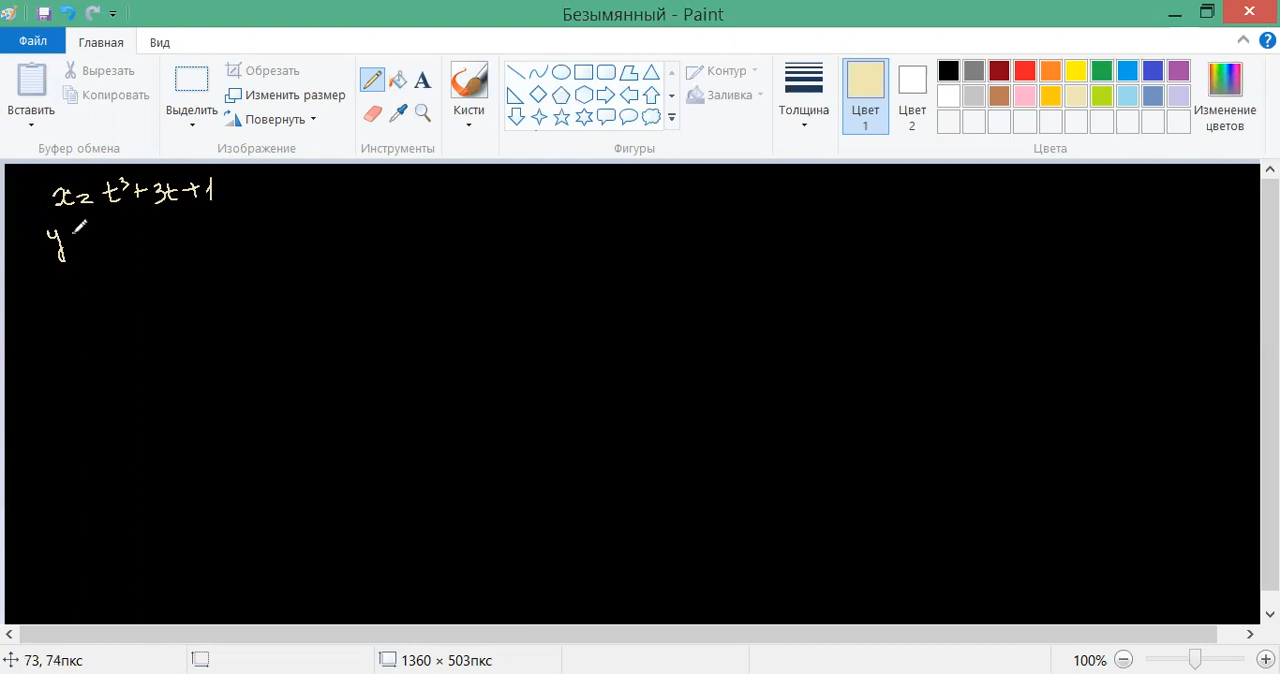 Безымянный - Paint
Файл
Главная
Вид
Вставить
Вырезать
Копировать
Буфер обмена
Выделить
Обрезать
Изменить размер
Повернуть
Изображение
A
Инструменты
Кисти
Контур
Заливка
Фигуры
Толщина
Цвет
1
Цвет
2
Изменение
цветов
Цвета
x = t³ + 3t + 1
y
73, 74пкс
1360 × 503пкс
100%